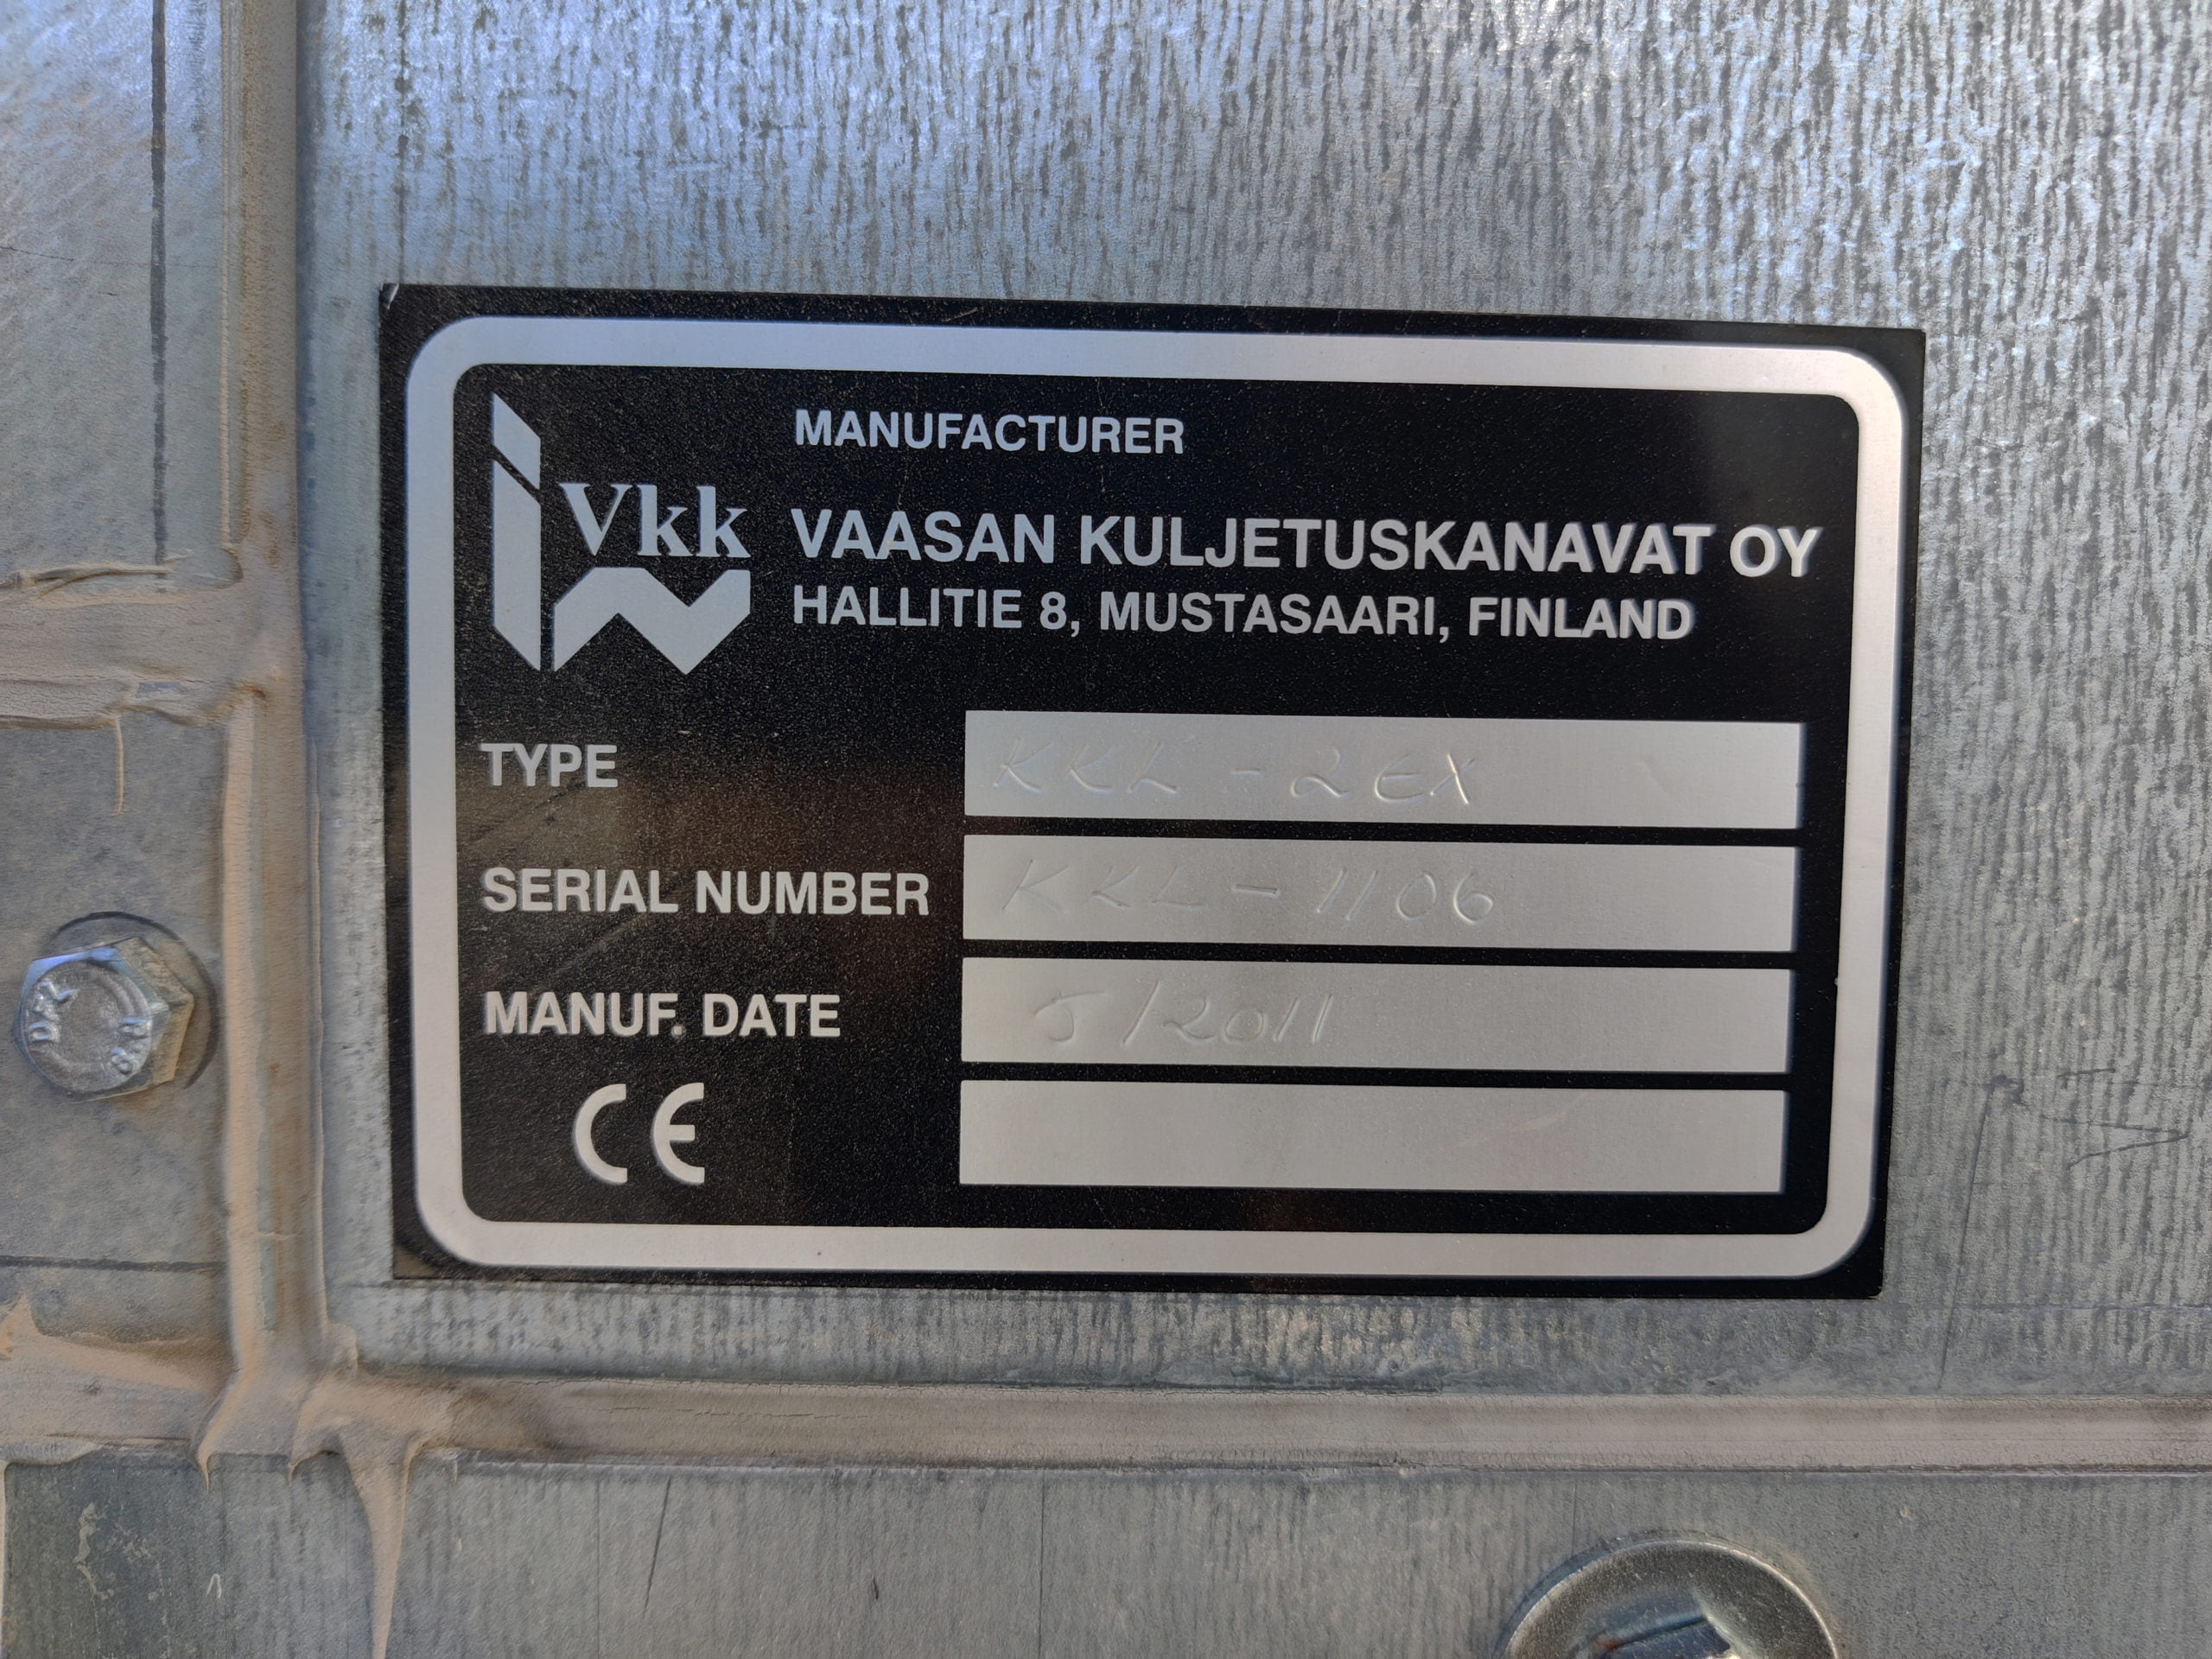 Vkk
MANUFACTURER
VAASAN KULJETUSKANAVAT OY
HALLITIE 8, MUSTASAARI, FINLAND
TYPE KKL-2EX
SERIAL NUMBER KKL-1106
MANUF. DATE 5/2011
CE